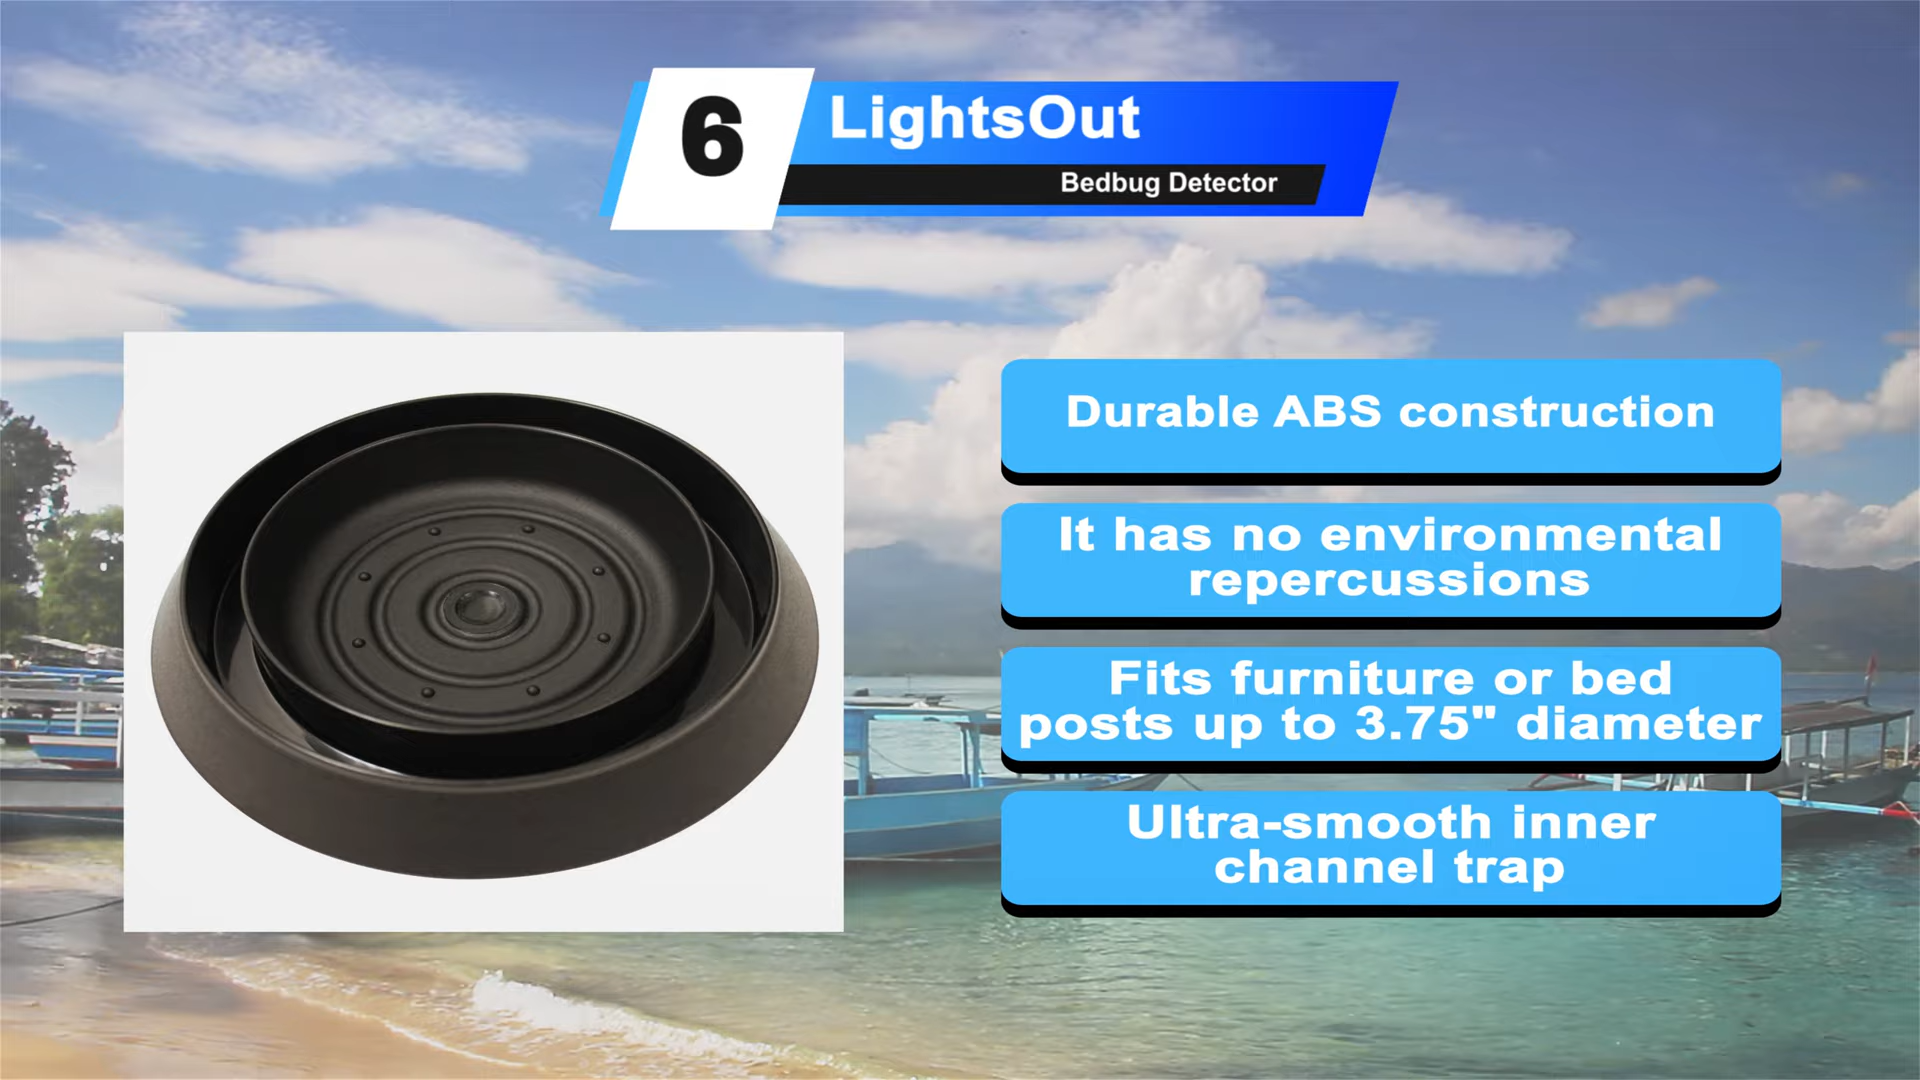 6
LightsOut
Bedbug Detector
Durable ABS construction
It has no environmental
repercussions
Fits furniture or bed
posts up to 3.75" diameter
Ultra-smooth inner
channel trap